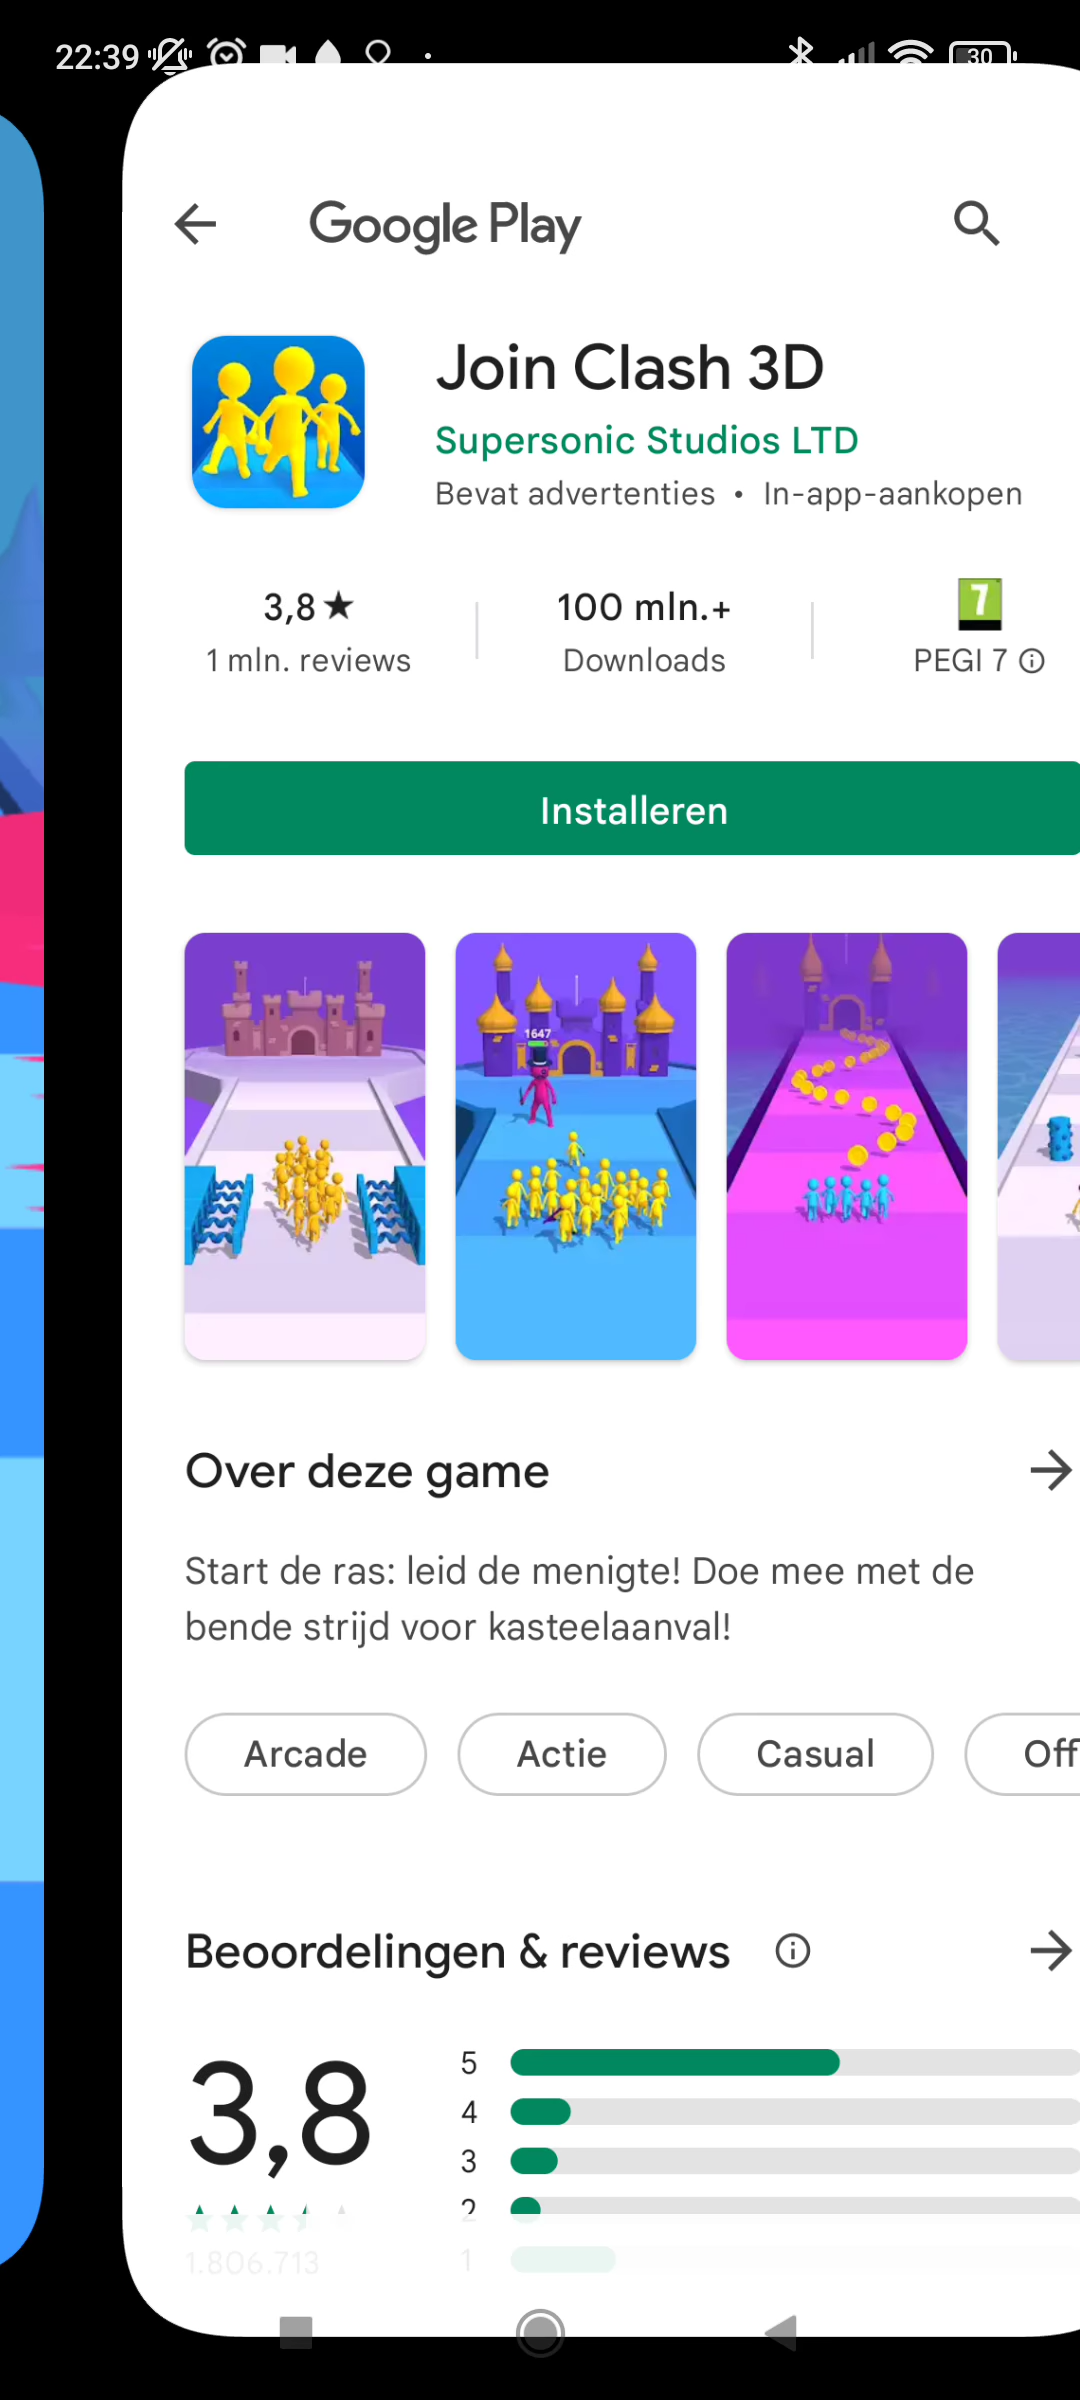 22:39
30
Google Play
Join Clash 3D
Supersonic Studios LTD
Bevat advertenties • In-app-aankopen
3,8★
1 mln. reviews
100 mln.+
Downloads
7
PEGI 7
Installeren
1647
Over deze game
Start de ras: leid de menigte! Doe mee met de
bende strijd voor kasteelaanval!
Arcade
Actie
Casual
Off
Beoordelingen & reviews
3,8
5
4
3
2
1
1.806.713